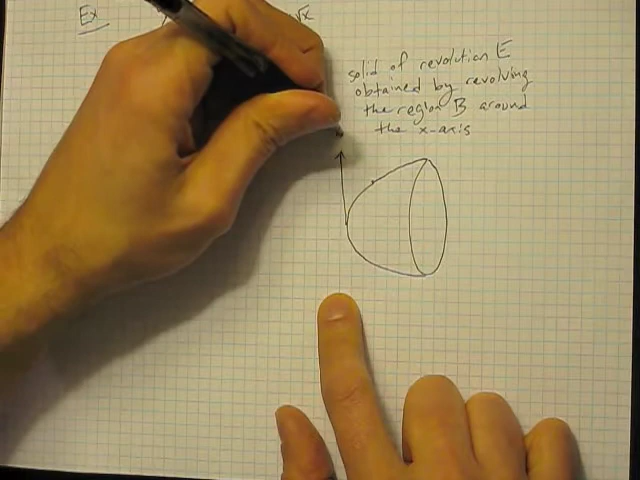 Ex
√x
solid of revolution E
obtained by revolving
the region B around
the x-axis